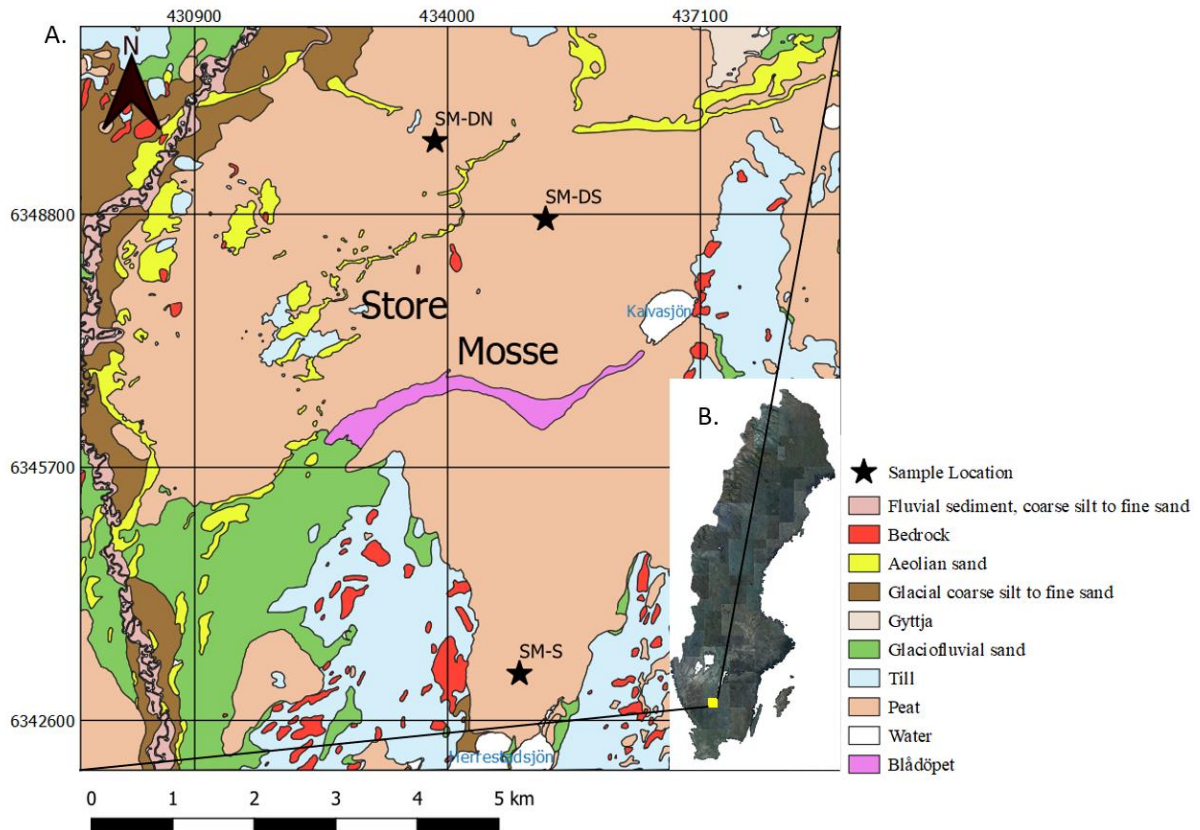 A.
430900 434000 437100
N
SM-DN
6348800
SM-DS
Store
Kalvasjön
Mosse
B.
6345700
Sample Location
Fluvial sediment, coarse silt to fine sand
Bedrock
Aeolian sand
Glacial coarse silt to fine sand
Gyttja
Glaciofluvial sand
Till
Peat
Water
Blådöpet
SM-S
6342600
Herrestadsjön
0 1 2 3 4 5 km